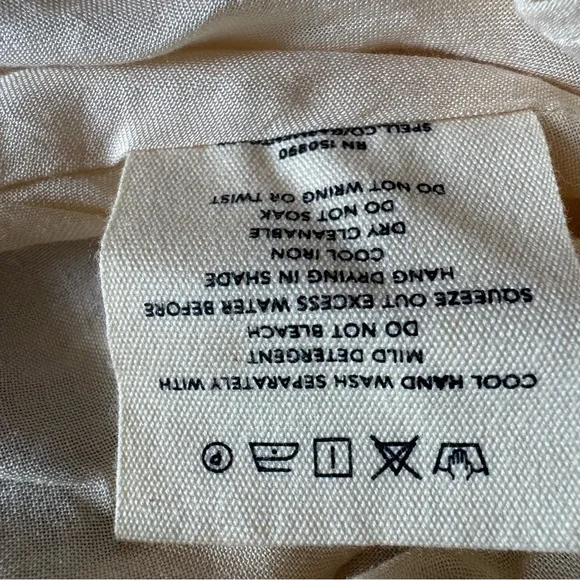 P
COOL HAND WASH SEPARATELY WITH
MILD DETERGENT
DO NOT BLEACH
SQUEEZE OUT EXCESS WATER BEFORE
HANG DRYING IN SHADE
COOL IRON
DRY CLEANABLE
DO NOT SOAK
DO NOT WRING OR TWIST
RN